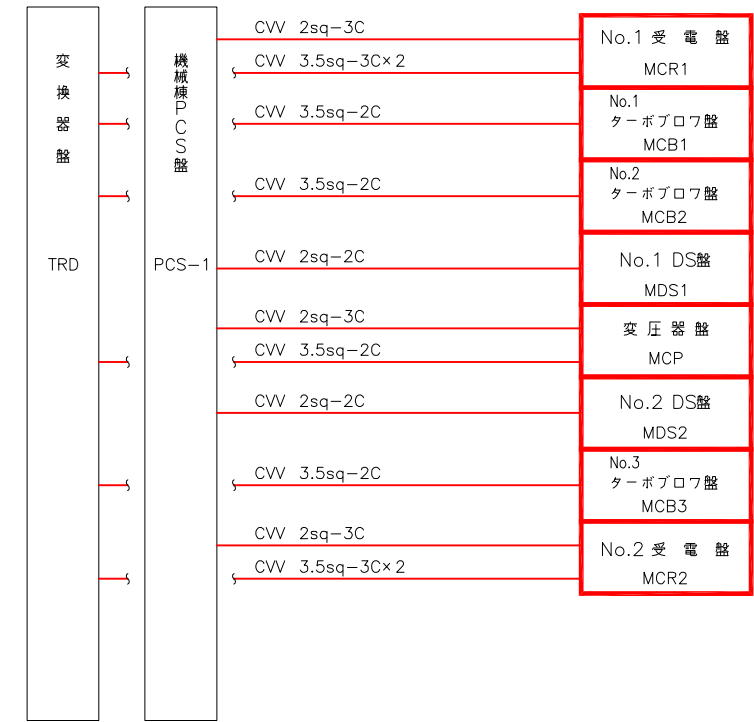 変換器盤
TRD
機械棟PCS盤
PCS-1
CVV 2sq-3C
CVV 3.5sq-3C×2
No.1 受電盤
MCR1
CVV 3.5sq-2C
No.1
ターボブロワ盤
MCB1
CVV 3.5sq-2C
No.2
ターボブロワ盤
MCB2
CVV 2sq-2C
No.1 DS盤
MDS1
CVV 2sq-3C
CVV 3.5sq-2C
変圧器盤
MCP
CVV 2sq-2C
No.2 DS盤
MDS2
CVV 3.5sq-2C
No.3
ターボブロワ盤
MCB3
CVV 2sq-3C
CVV 3.5sq-3C×2
No.2 受電盤
MCR2